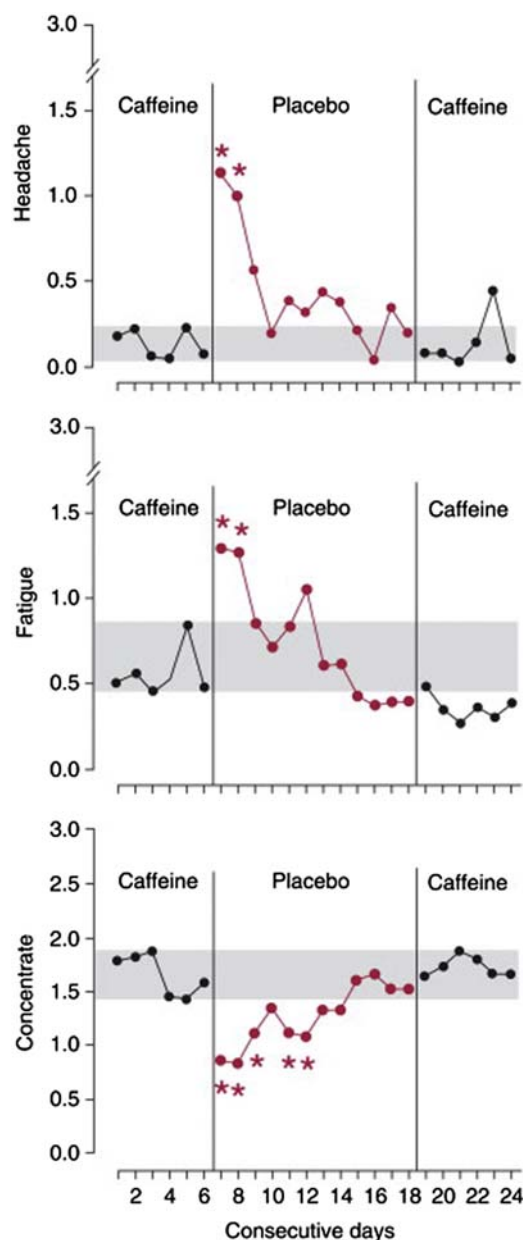 3.0
Caffeine Placebo Caffeine
1.5
* *
1.0
Headache
0.5
0.0
3.0
Caffeine Placebo Caffeine
1.5
* *
1.0
Fatigue
0.5
0.0
3.0
2.5
Caffeine Placebo Caffeine
2.0
Concentrate
1.5
1.0
* * *
0.5
* *
0.0
2 4 6 8 10 12 14 16 18 20 22 24
Consecutive days